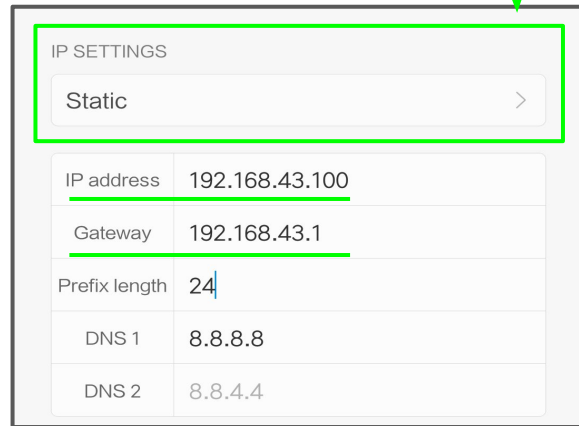 IP SETTINGS
Static
IP address 192.168.43.100
Gateway 192.168.43.1
Prefix length 24
DNS 1 8.8.8.8
DNS 2 8.8.4.4